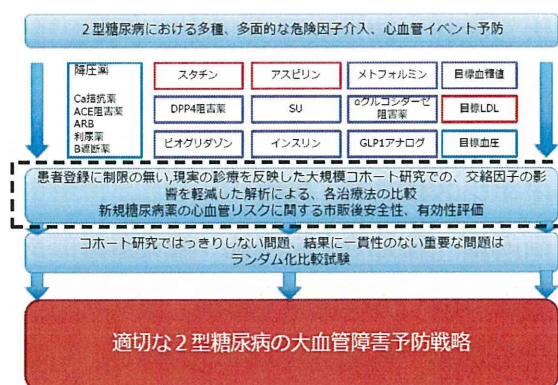 2型糖尿病における多種、多面的な危険因子介入、心血管イベント予防
降圧薬
Ca拮抗薬
ACE阻害薬
ARB
利尿薬
B遮断薬
スタチン
アスピリン
メトフォルミン
目標血糖値
DPP4阻害薬
SU
αグルコシターゼ
阻害薬
目標LDL
ピオグリダゾン
インスリン
GLP1アナログ
目標血圧
患者登録に制限の無い,現実の診療を反映した大規模コホート研究での、交絡因子の影
響を軽減した解析による、各治療法の比較
新規糖尿病薬の心血管リスクに関する市販後安全性、有効性評価
コホート研究ではっきりしない問題、結果に一貫性のない重要な問題は
ランダム化比較試験
適切な2型糖尿病の大血管障害予防戦略